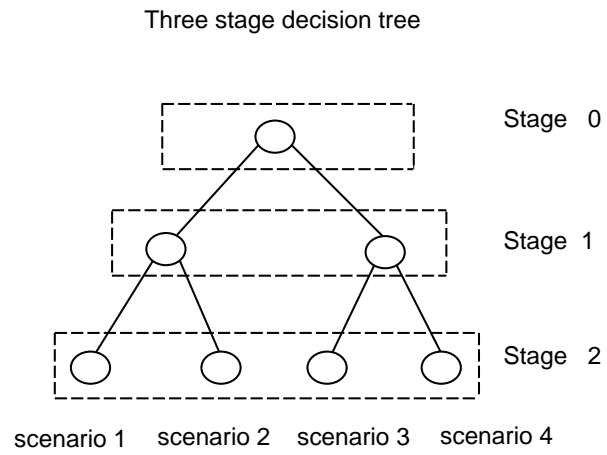 Three stage decision tree
Stage 0
Stage 1
Stage 2
scenario 1 scenario 2 scenario 3 scenario 4